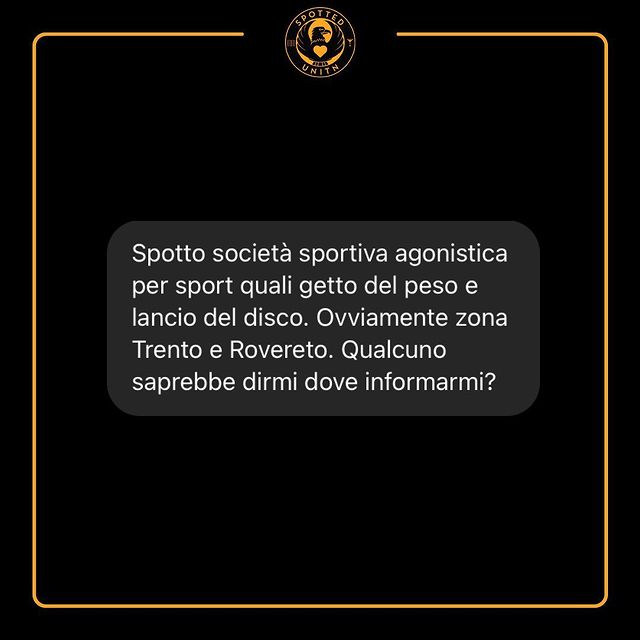 SPOTTED
UNITN
Spotto società sportiva agonistica
per sport quali getto del peso e
lancio del disco. Ovviamente zona
Trento e Rovereto. Qualcuno
saprebbe dirmi dove informarmi?